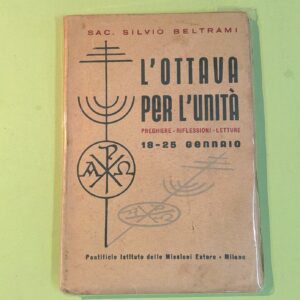 SAC. SILVIO BELTRAMI
L'OTTAVA
PER L'UNITÀ
PREGHIERE - RIFLESSIONI - LETTURE
18-25 GENNAIO
Pontificio Istituto delle Missioni Estere - Milano